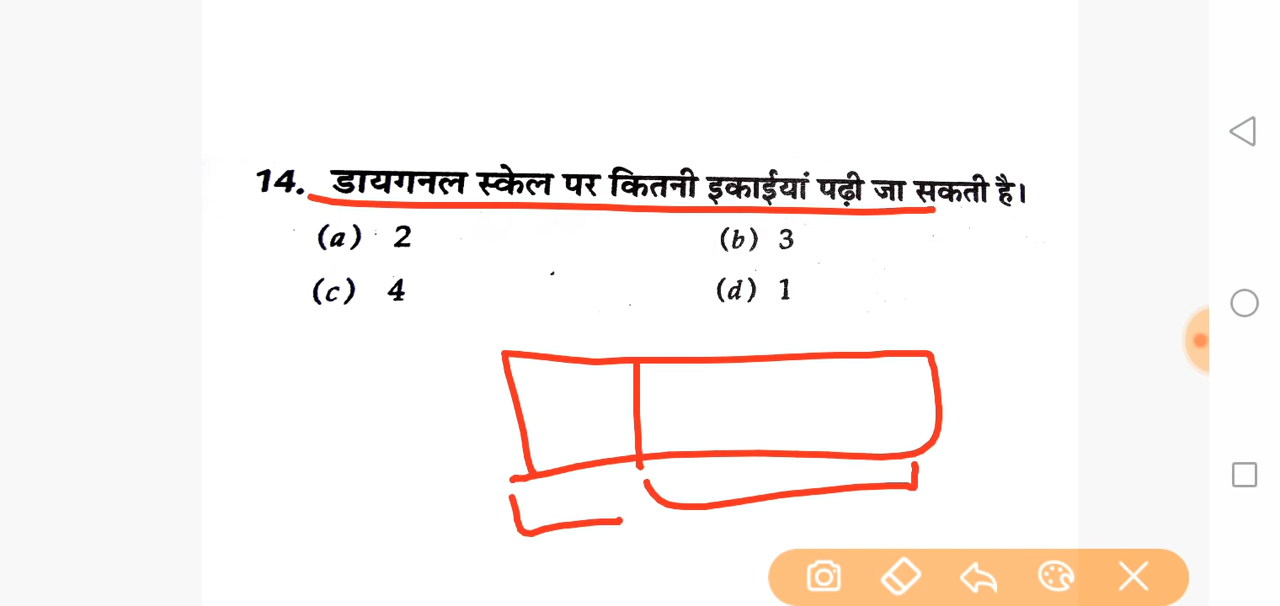 14. डायगनल स्केल पर कितनी इकाईयां पढ़ी जा सकती है।
(a) 2 (b) 3
(c) 4 (d) 1